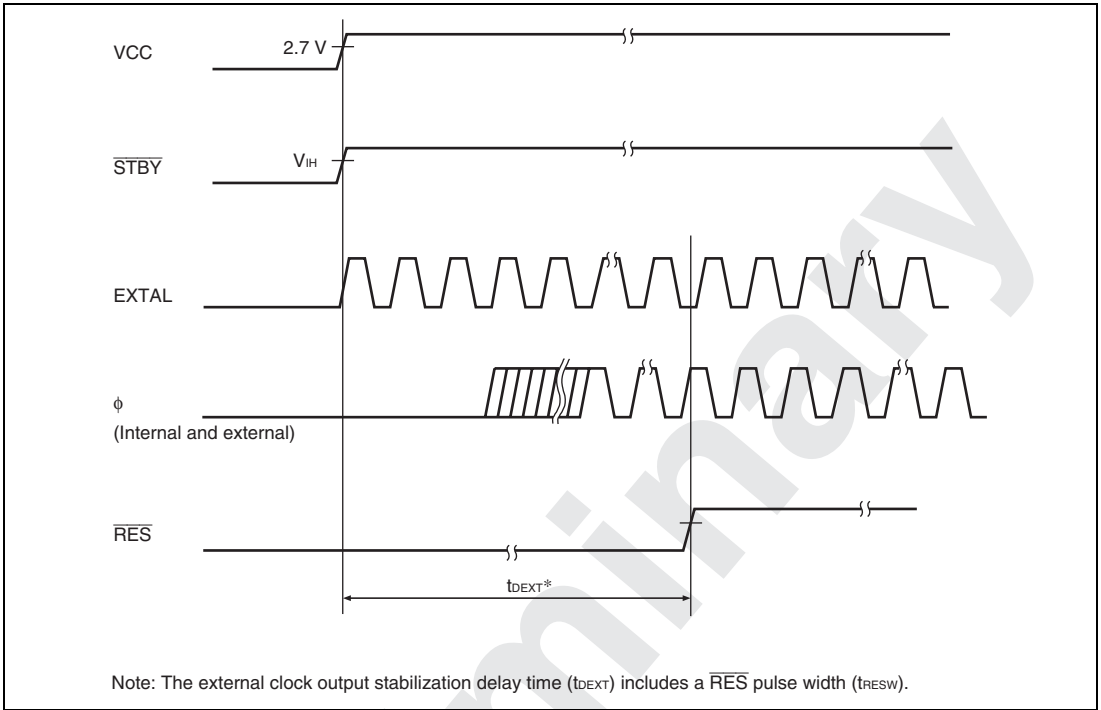 VCC
2.7 V
STBY
VIH
EXTAL
φ
(Internal and external)
RES
tDEXT*
Note: The external clock output stabilization delay time (tDEXT) includes a RES pulse width (tRESW).
minary